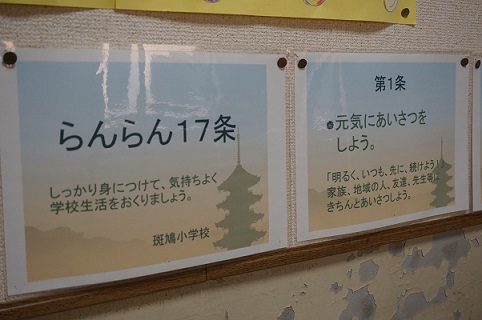 らんらん17条
しっかり身につけて、気持ちよく
学校生活をおくりましょう。
斑鳩小学校
第1条
●元気にあいさつを
しよう。
「明るく、いつも、先に、続けよう」
家族、地域の人、友達、先生等に
きちんとあいさつしよう。